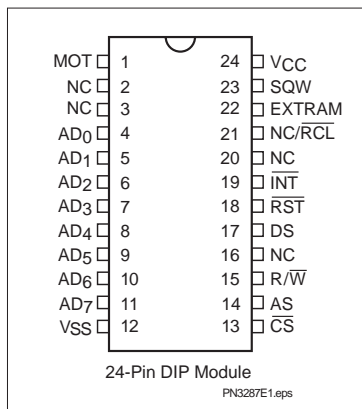 MOT 1 24 VCC
NC 2 23 SQW
NC 3 22 EXTRAM
AD0 4 21 NC/RCL
AD1 5 20 NC
AD2 6 19 INT
AD3 7 18 RST
AD4 8 17 DS
AD5 9 16 NC
AD6 10 15 R/W
AD7 11 14 AS
VSS 12 13 CS
24-Pin DIP Module
PN3287E1.eps